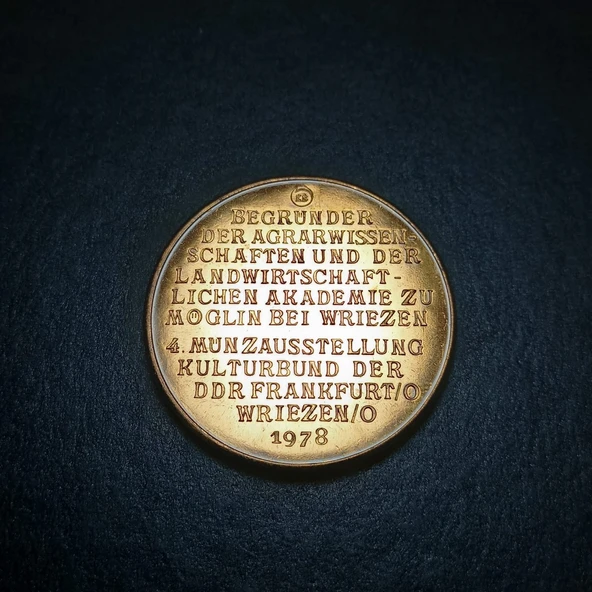 KB
BEGRÜNDER
DER AGRARWISSEN-
SCHAFTEN UND DER
LANDWIRTSCHAFT-
LICHEN AKADEMIE ZU
MÖGLIN BEI WRIEZEN
4. MÜNZAUSSTELLUNG
KULTURBUND DER
DDR FRANKFURT/O
WRIEZEN/O
1978